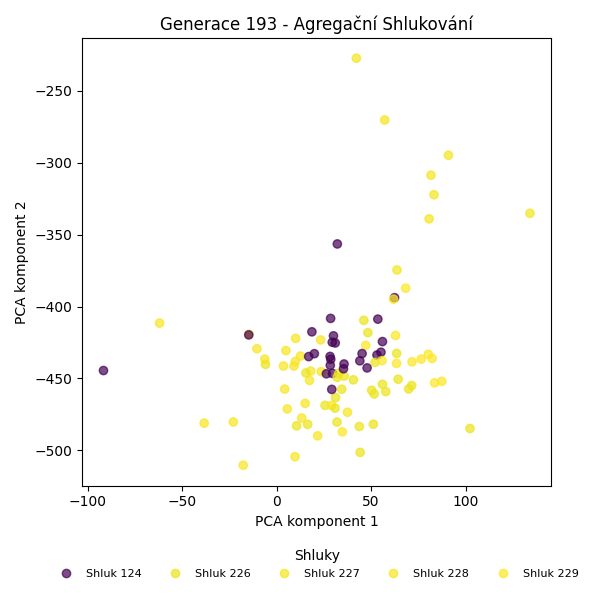 Generace 193 - Agregační Shlukování
PCA komponent 2
−250
−300
−350
−400
−450
−500
−100
−50
0
50
100
PCA komponent 1
Shluky
Shluk 124
Shluk 226
Shluk 227
Shluk 228
Shluk 229